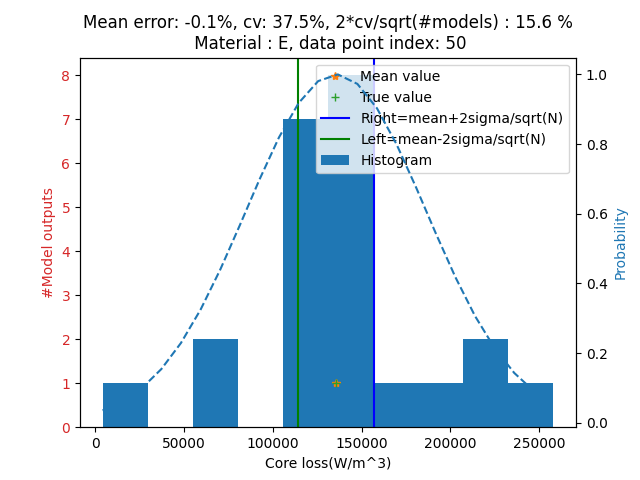 Mean error: -0.1%, cv: 37.5%, 2*cv/sqrt(#models) : 15.6 %
Material : E, data point index: 50
Mean value
True value
Right=mean+2sigma/sqrt(N)
Left=mean-2sigma/sqrt(N)
Histogram
#Model outputs
8
7
6
5
4
3
2
1
0
1.0
0.8
0.6
0.4
0.2
0.0
Probability
0
50000
100000
150000
200000
250000
Core loss(W/m^3)